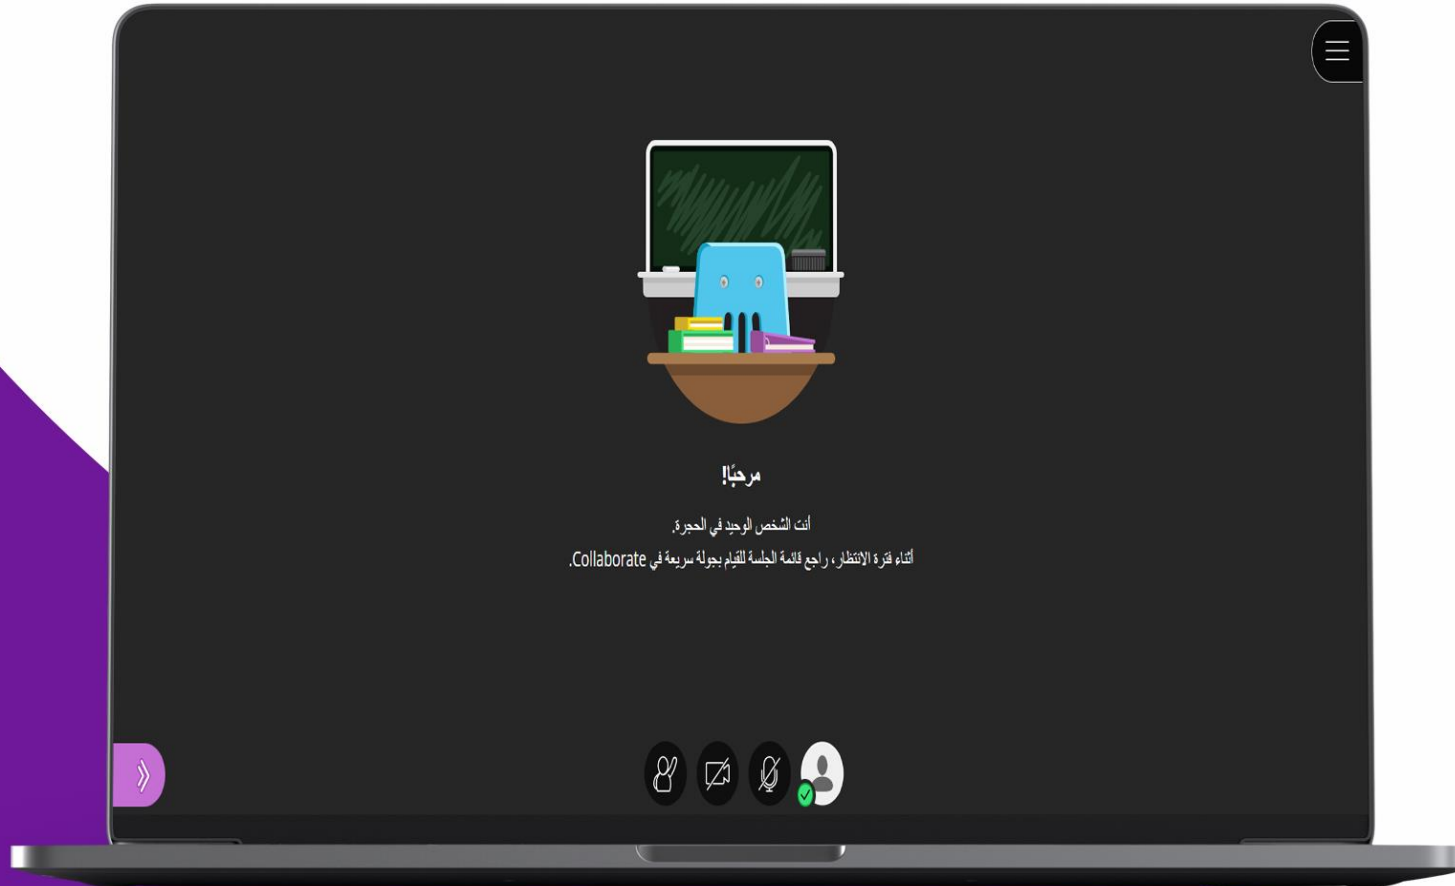 مرحبًا!
أنت الشخص الوحيد في الحجرة.
أثناء فترة الانتظار، راجع قائمة الجلسة للقيام بجولة سريعة في Collaborate.